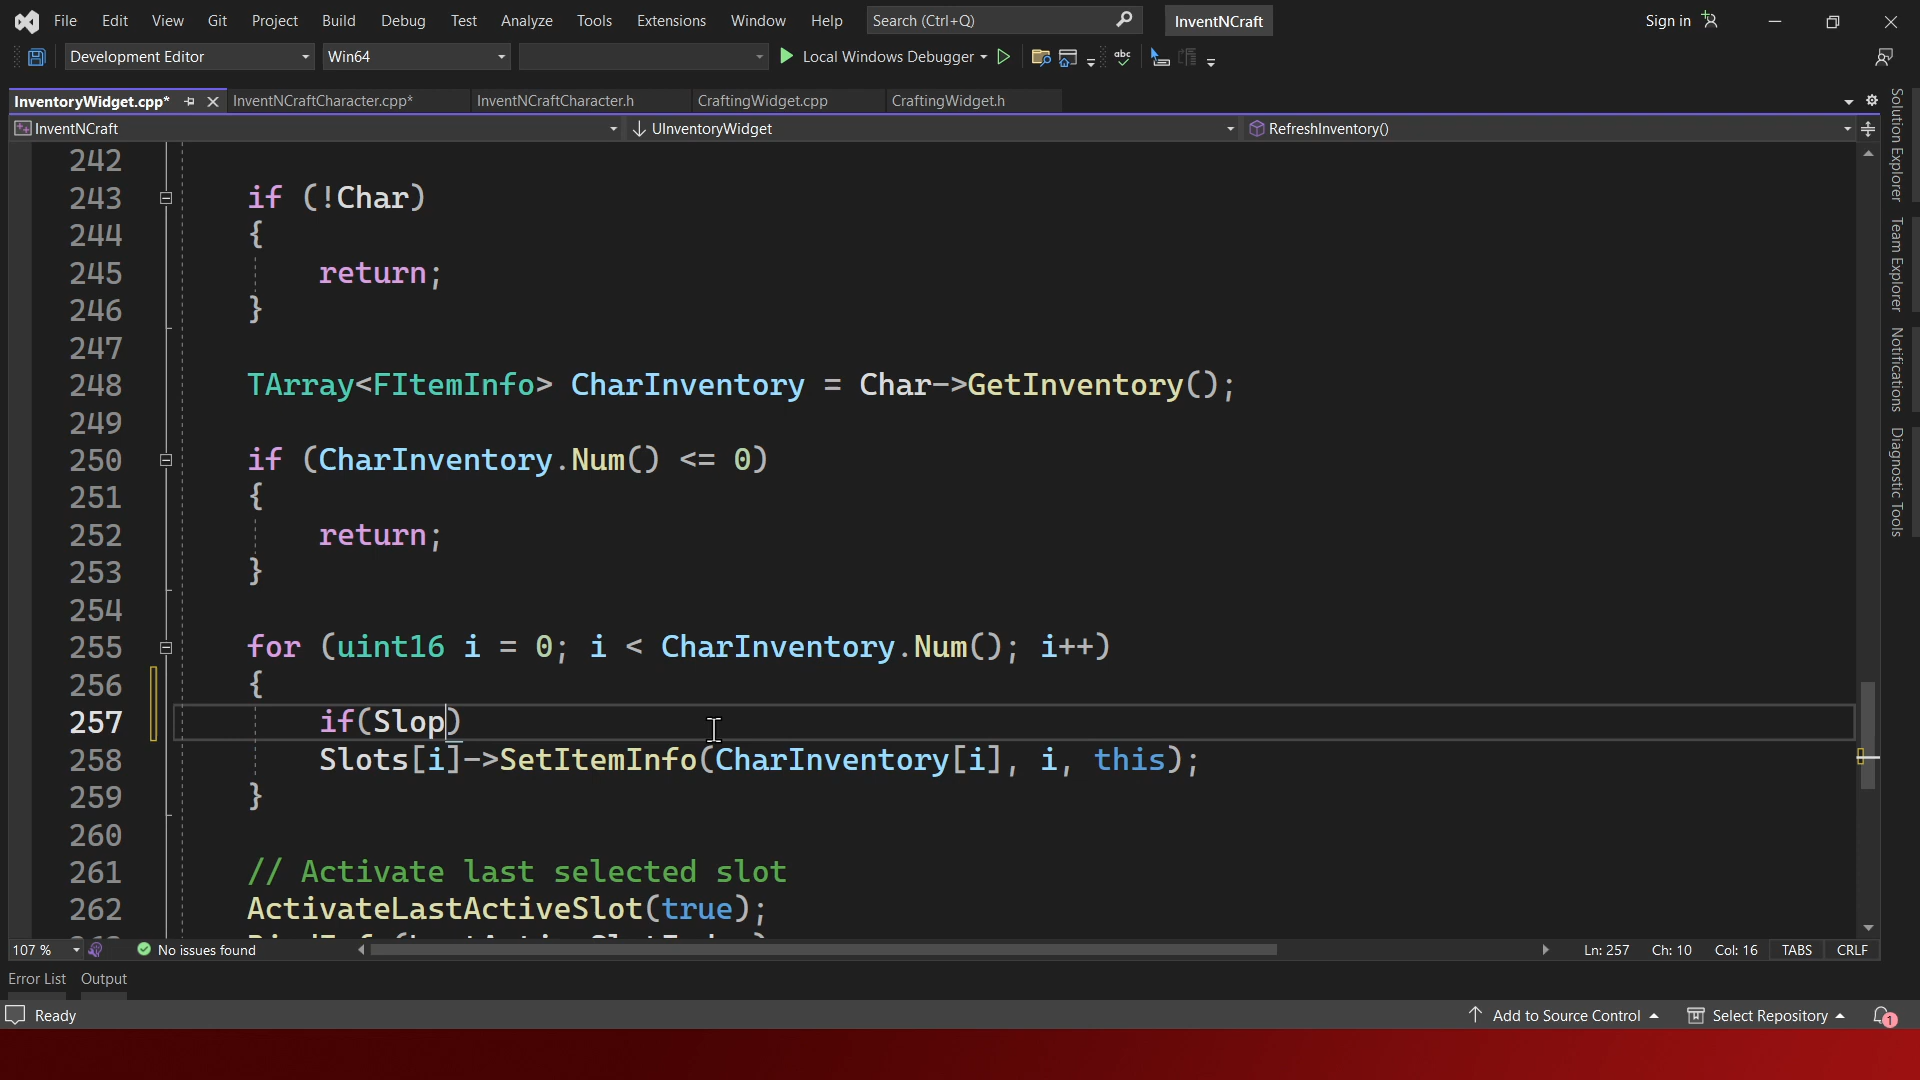 File Edit View Git Project Build Debug Test Analyze Tools Extensions Window Help Search (Ctrl+Q) InventNCraft Sign in
Development Editor Win64 Local Windows Debugger abc
InventoryWidget.cpp* InventNCraftCharacter.cpp* InventNCraftCharacter.h CraftingWidget.cpp CraftingWidget.h
InventNCraft UInventoryWidget RefreshInventory()
242
243 if (!Char)
244 {
245 return;
246 }
247
248 TArray<FItemInfo> CharInventory = Char->GetInventory();
249
250 if (CharInventory.Num() <= 0)
251 {
252 return;
253 }
254
255 for (uint16 i = 0; i < CharInventory.Num(); i++)
256 {
257 if(Slop)
258 Slots[i]->SetItemInfo(CharInventory[i], i, this);
259 }
260
261 // Activate last selected slot
262 ActivateLastActiveSlot(true);
Solution Explorer
Team Explorer
Notifications
Diagnostic Tools
107 % No issues found Ln: 257 Ch: 10 Col: 16 TABS CRLF
Error List Output
Ready Add to Source Control Select Repository 1